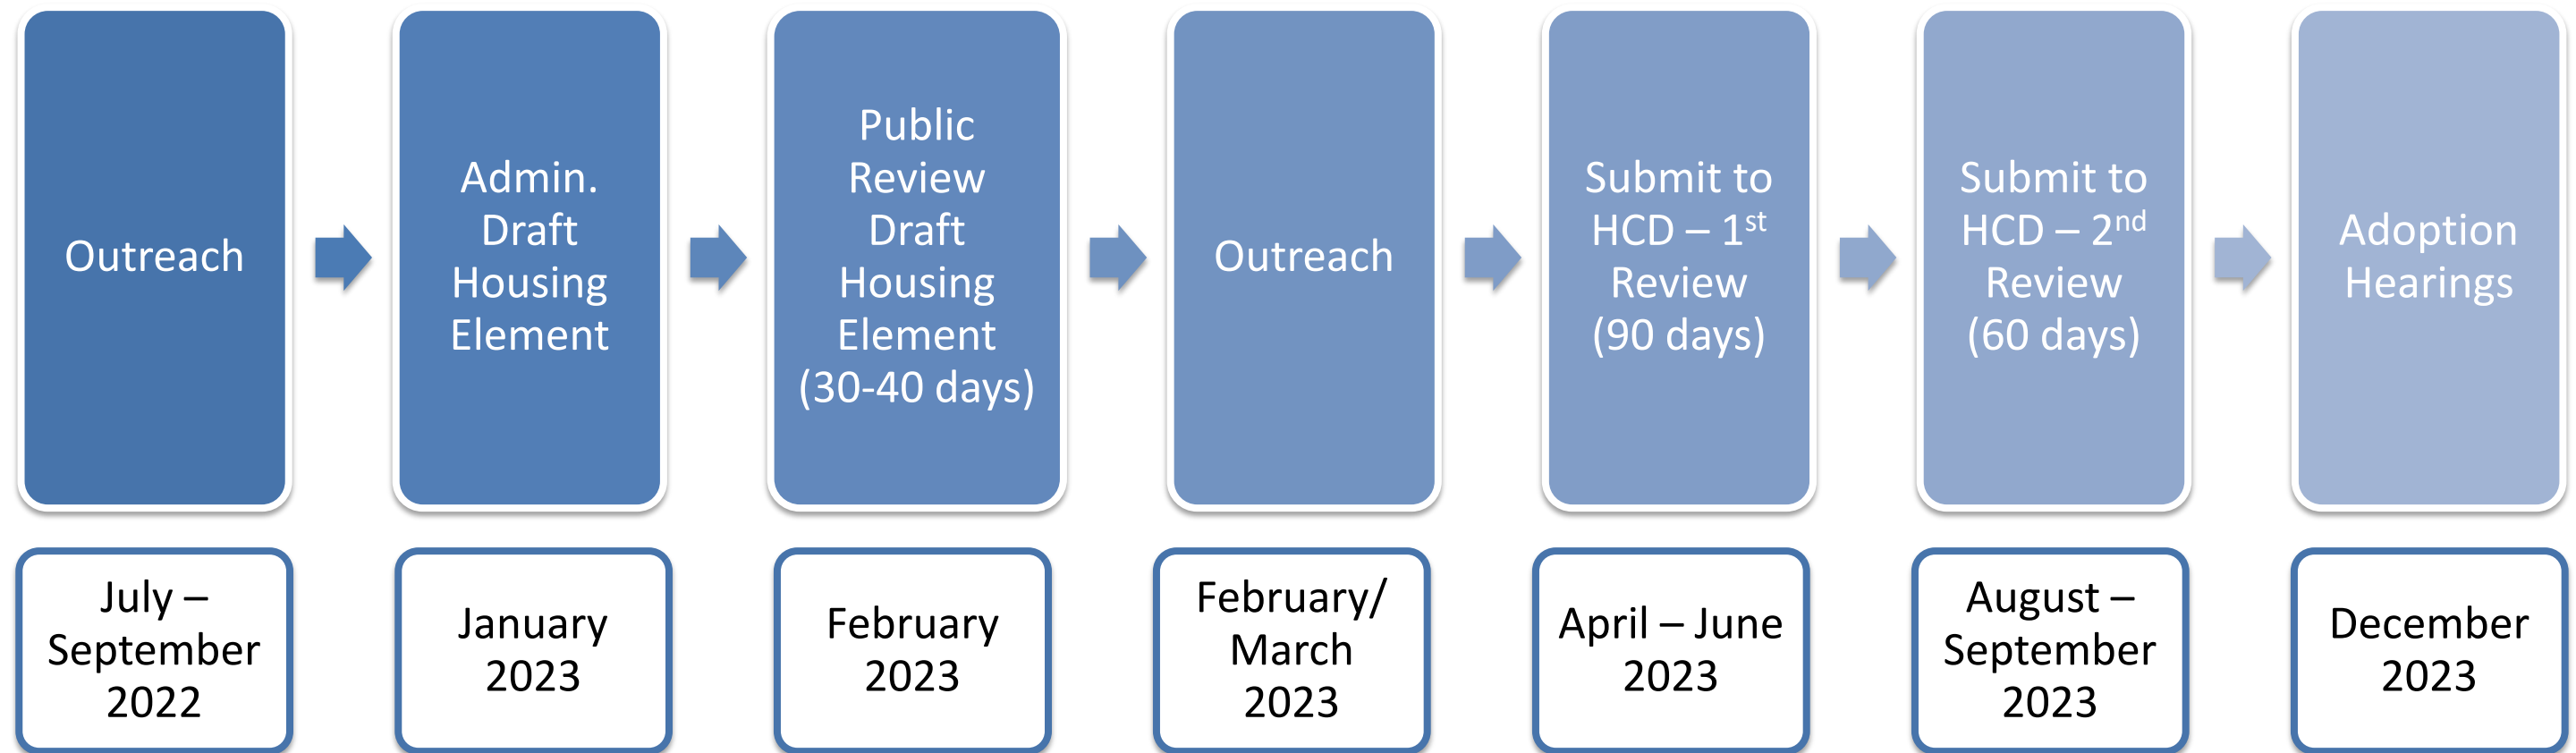 Outreach
Admin.
Draft
Housing
Element
Public
Review
Draft
Housing
Element
(30-40 days)
Outreach
Submit to
HCD – 1st
Review
(90 days)
Submit to
HCD – 2nd
Review
(60 days)
Adoption
Hearings
July –
September
2022
January
2023
February
2023
February/
March
2023
April – June
2023
August –
September
2023
December
2023